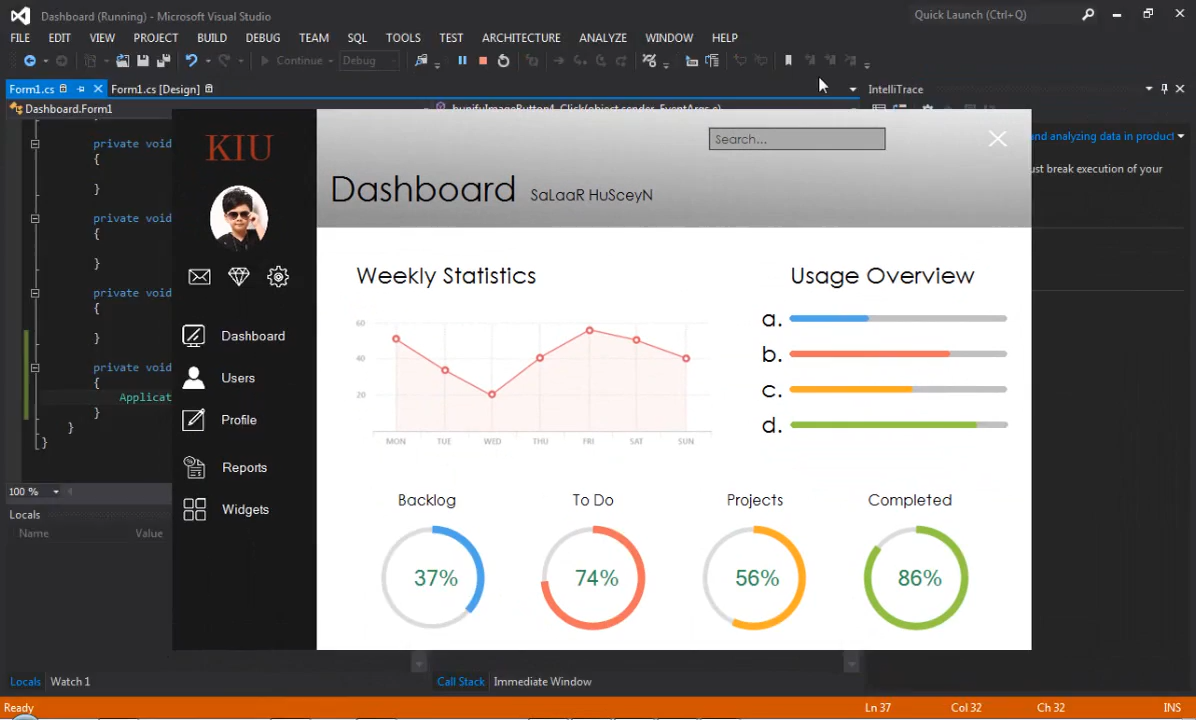 Dashboard (Running) - Microsoft Visual Studio
Quick Launch (Ctrl+Q)
FILE EDIT VIEW PROJECT BUILD DEBUG TEAM SQL TOOLS TEST ARCHITECTURE ANALYZE WINDOW HELP
Continue Debug
Form1.cs Form1.cs [Design] IntelliTrace
Dashboard.Form1 bunifuImageButton4_Click(object sender, EventArgs e)
and analyzing data in product
ust break execution of your
private void
{
}
private void
{
}
private void
{
}
private void
{
Applicat
}
}
}
100 %
Locals
Name Value
KIU
Search...
Dashboard SaLaaR HuSceyN
Dashboard
Users
Profile
Reports
Widgets
Weekly Statistics
60
40
20
MON TUE WED THU FRI SAT SUN
Usage Overview
a.
b.
c.
d.
Backlog To Do Projects Completed
37% 74% 56% 86%
Locals Watch 1 Call Stack Immediate Window
Ready Ln 37 Col 32 Ch 32 INS